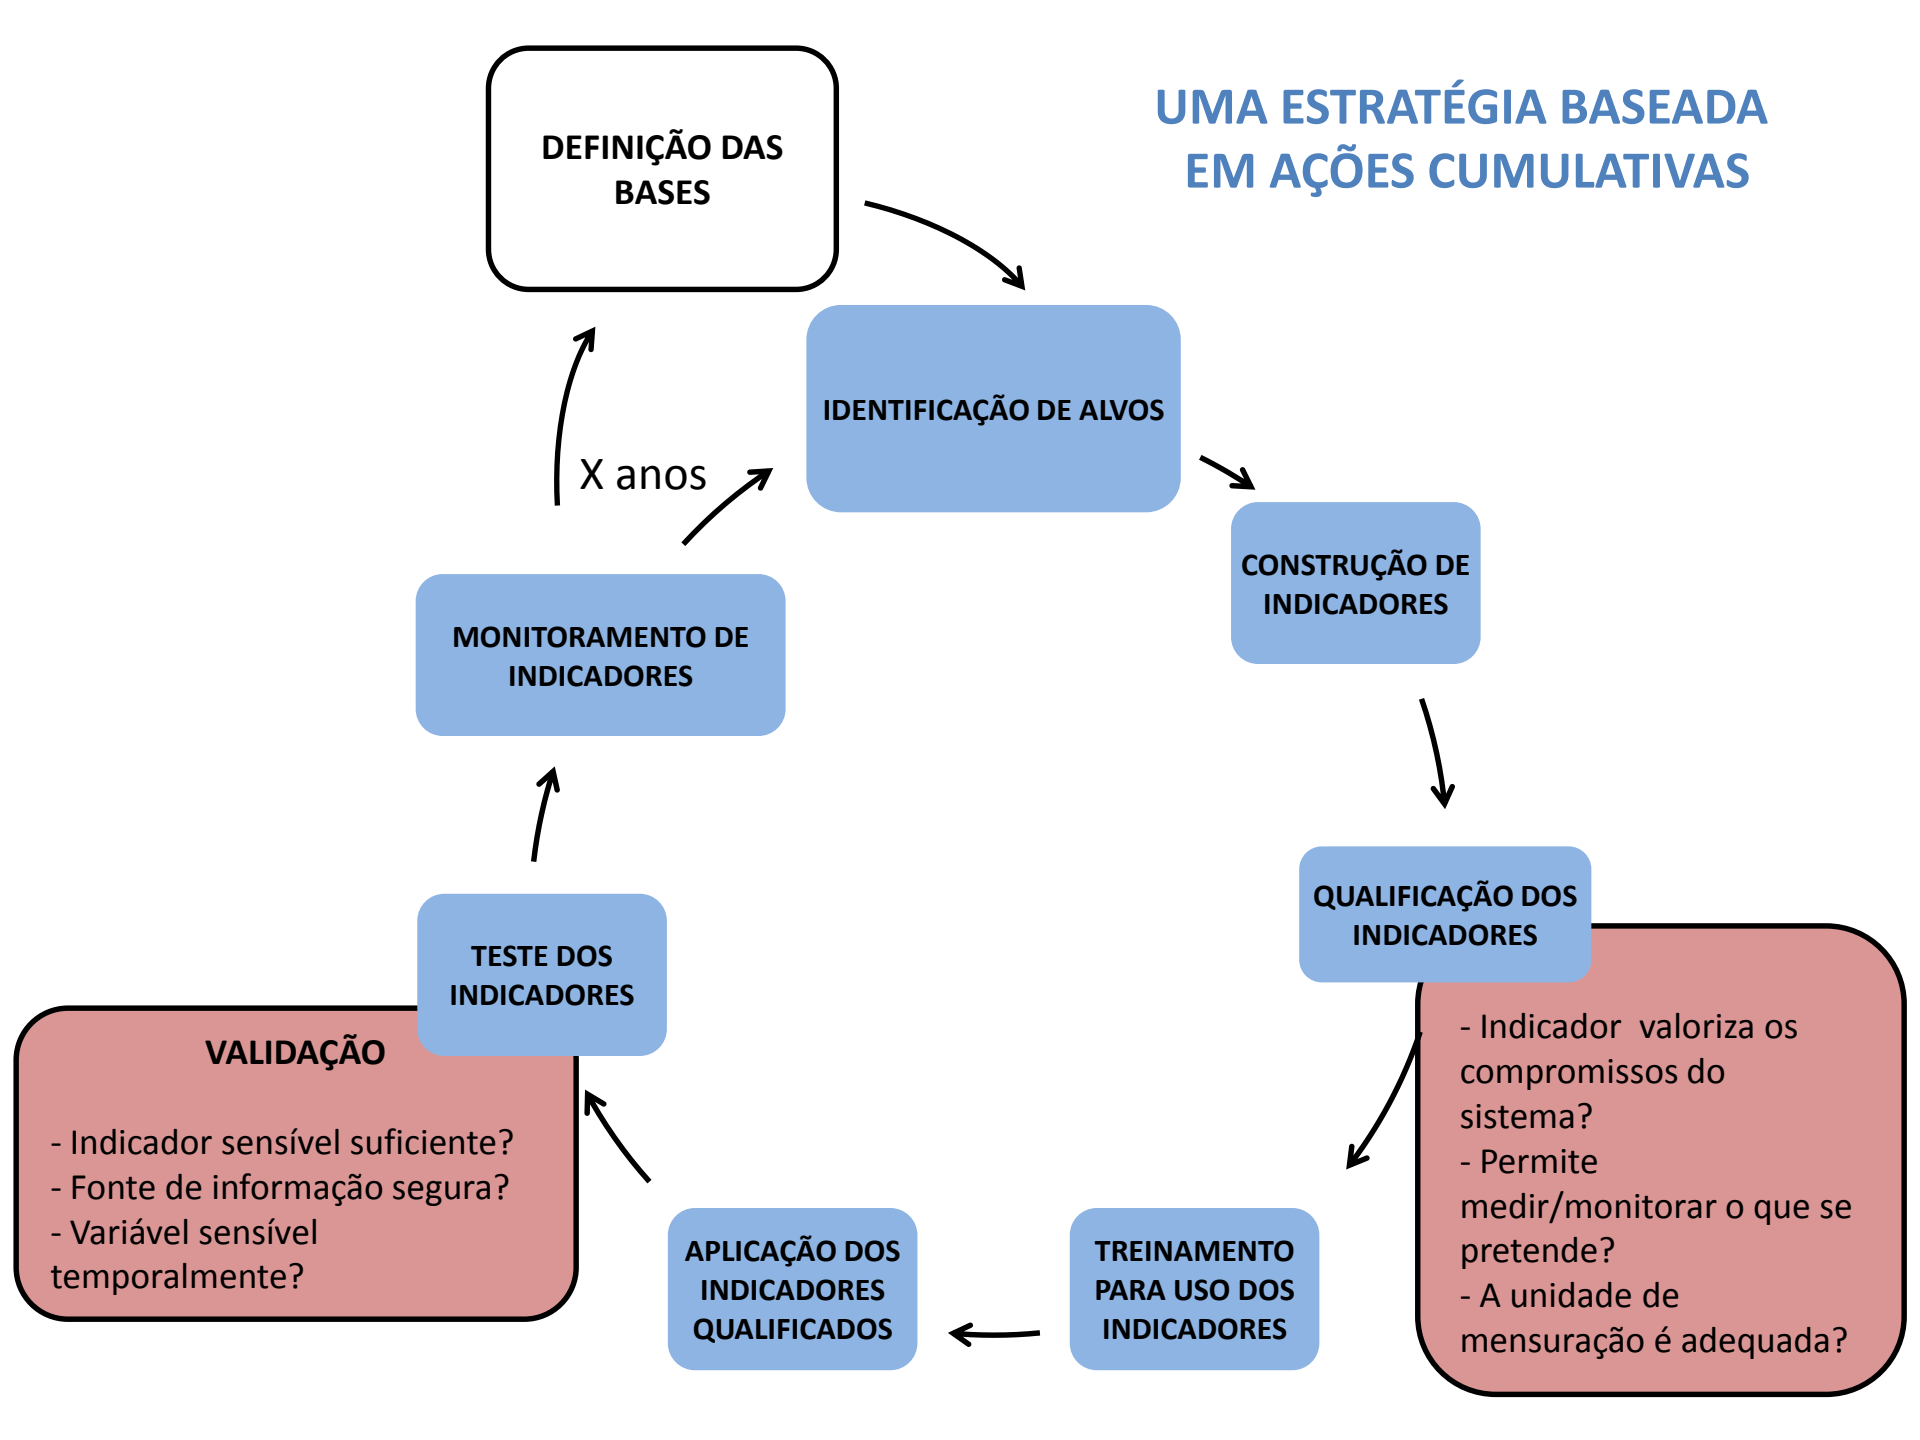 UMA ESTRATÉGIA BASEADA
EM AÇÕES CUMULATIVAS
DEFINIÇÃO DAS
BASES
IDENTIFICAÇÃO DE ALVOS
X anos
CONSTRUÇÃO DE
INDICADORES
MONITORAMENTO DE
INDICADORES
QUALIFICAÇÃO DOS
INDICADORES
- Indicador  valoriza os
compromissos do
sistema?
- Permite
medir/monitorar o que se
pretende?
- A unidade de
mensuração é adequada?
TREINAMENTO
PARA USO DOS
INDICADORES
APLICAÇÃO DOS
INDICADORES
QUALIFICADOS
TESTE DOS
INDICADORES
VALIDAÇÃO
- Indicador sensível suficiente?
- Fonte de informação segura?
- Variável sensível
temporalmente?